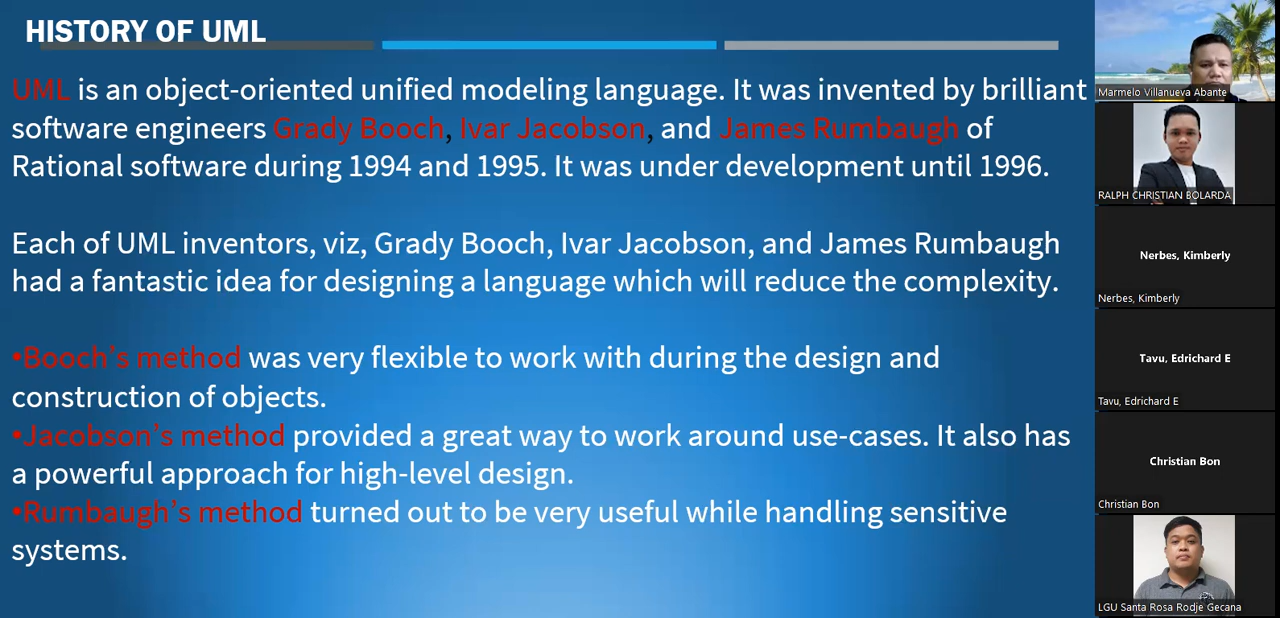 HISTORY OF UML
UML is an object-oriented unified modeling language. It was invented by brilliant
software engineers Grady Booch, Ivar Jacobson, and James Rumbaugh of
Rational software during 1994 and 1995. It was under development until 1996.
Each of UML inventors, viz, Grady Booch, Ivar Jacobson, and James Rumbaugh
had a fantastic idea for designing a language which will reduce the complexity.
•Booch's method was very flexible to work with during the design and
construction of objects.
•Jacobson's method provided a great way to work around use-cases. It also has
a powerful approach for high-level design.
•Rumbaugh's method turned out to be very useful while handling sensitive
systems.
Marmelo Villanueva Abante
RALPH CHRISTIAN BOLARDA
Nerbes, Kimberly
Nerbes, Kimberly
Tavu, Edrichard E
Tavu, Edrichard E
Christian Bon
Christian Bon
LGU Santa Rosa Rodje Gecana